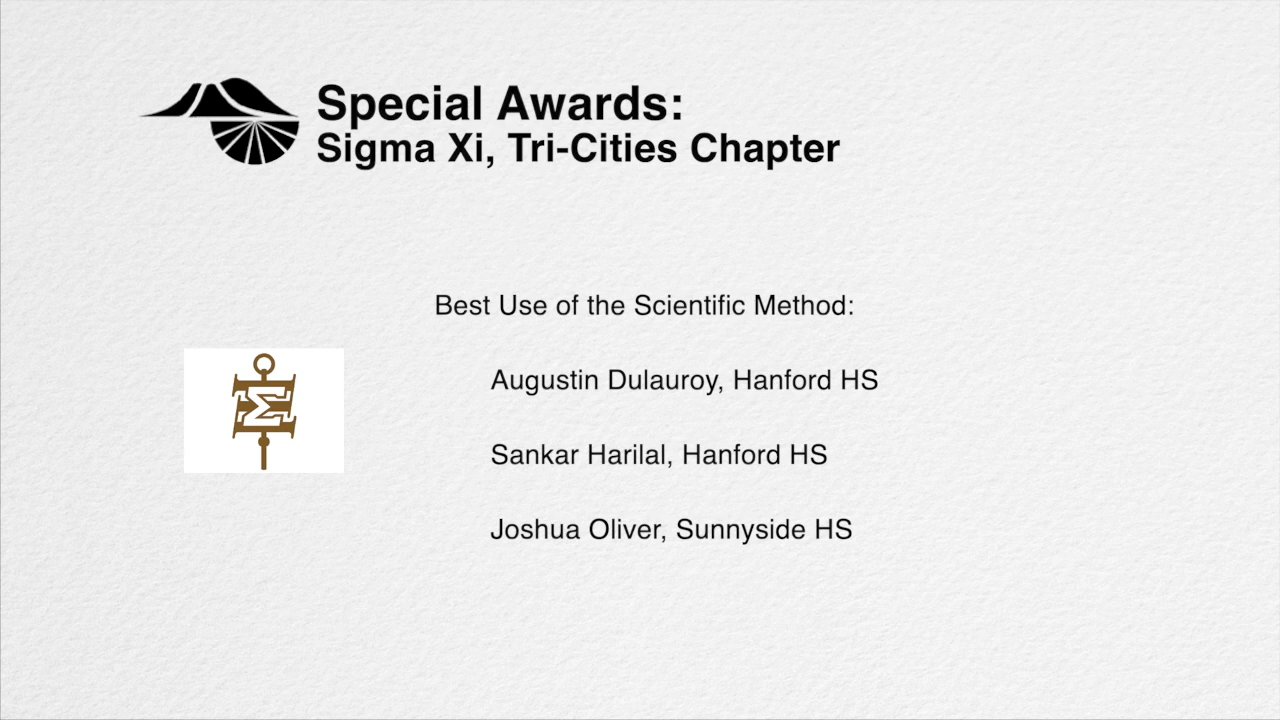 Special Awards:
Sigma Xi, Tri-Cities Chapter
Best Use of the Scientific Method:
Augustin Dulauroy, Hanford HS
Sankar Harilal, Hanford HS
Joshua Oliver, Sunnyside HS